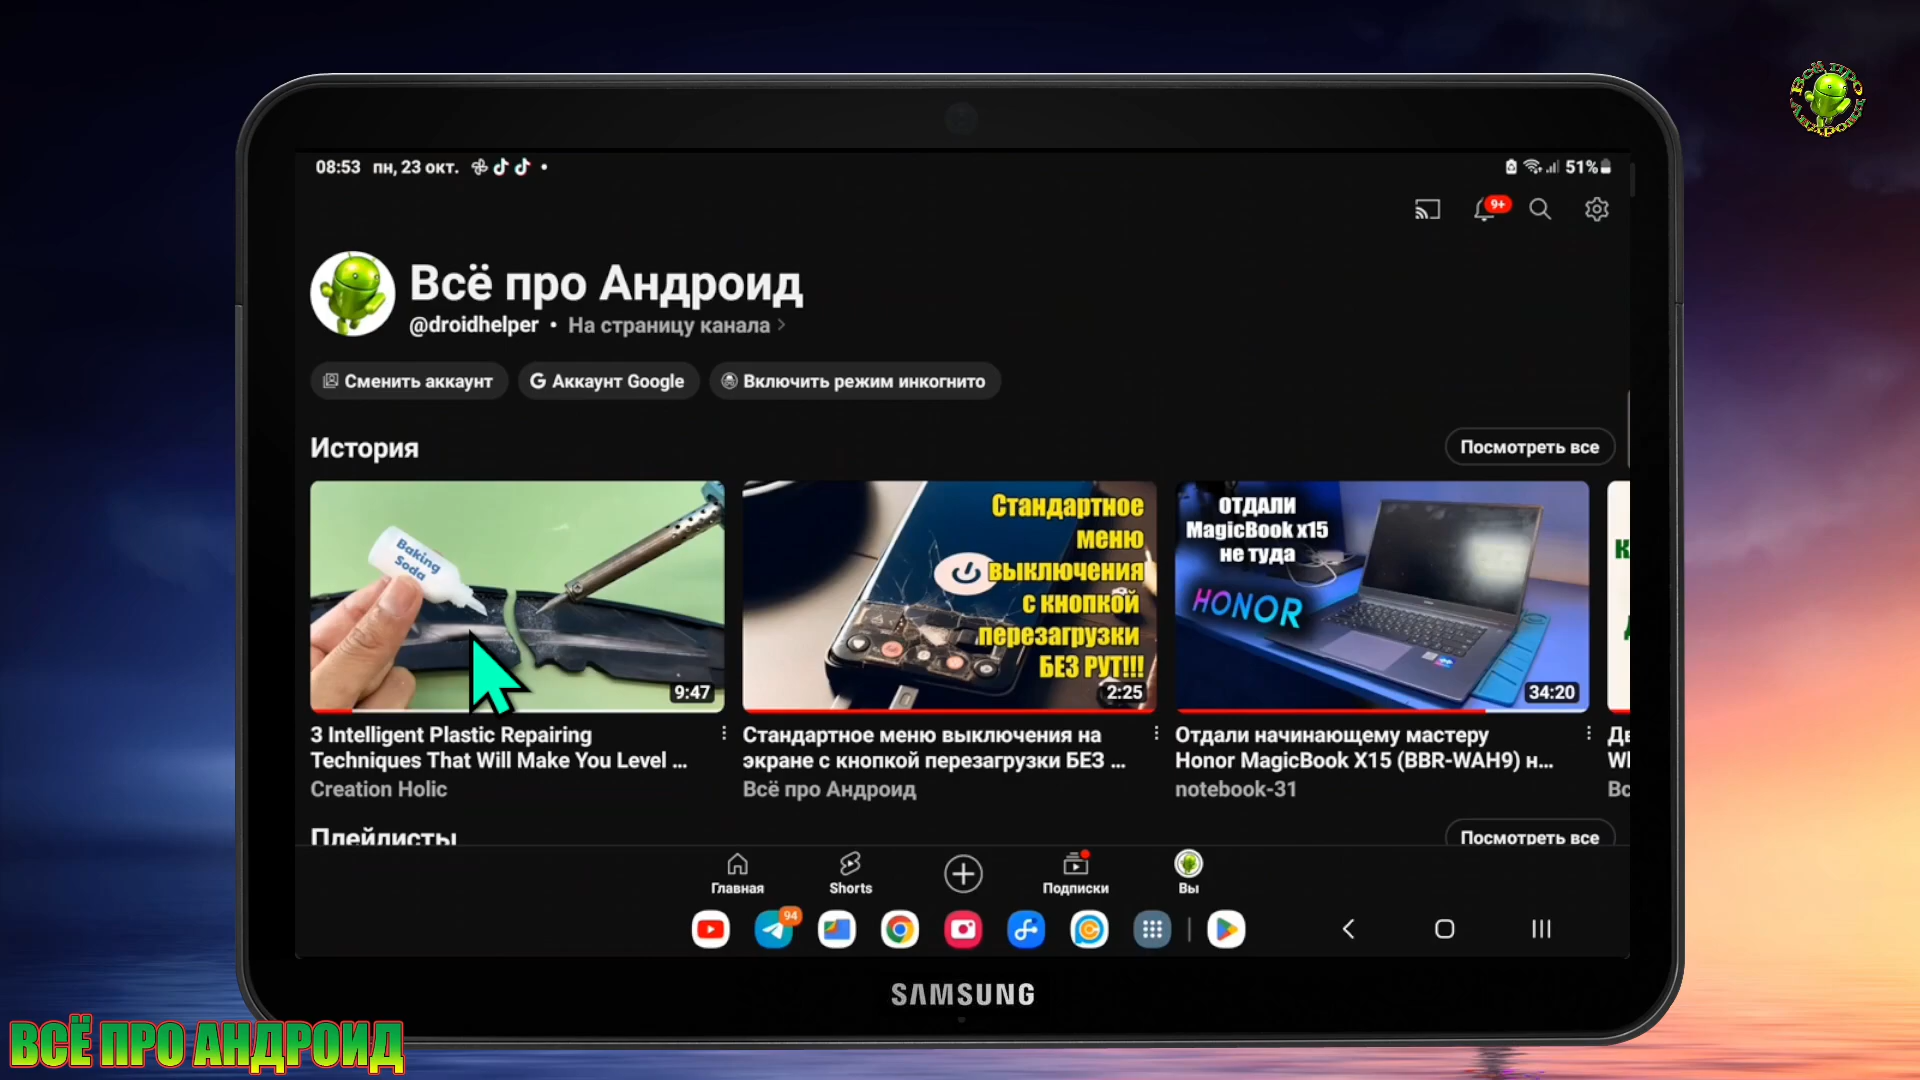 Всё про Андроид
08:53 пн, 23 окт.
51%
9+
Всё про Андроид
@droidhelper • На страницу канала
Сменить аккаунт
Аккаунт Google
Включить режим инкогнито
История
Посмотреть все
Baking
Soda
9:47
Стандартное
меню
выключения
с кнопкой
перезагрузки
БЕЗ РУТ!!!
2:25
ОТДАЛИ
MagicBook x15
не туда
HONOR
34:20
3 Intelligent Plastic Repairing
Techniques That Will Make You Level ...
Creation Holic
Стандартное меню выключения на
экране с кнопкой перезагрузки БЕЗ ...
Всё про Андроид
Отдали начинающему мастеру
Honor MagicBook X15 (BBR-WAH9) н...
notebook-31
Плейлисты
Посмотреть все
Главная
Shorts
Подписки
Вы
94
SAMSUNG
ВСЁ ПРО АНДРОИД